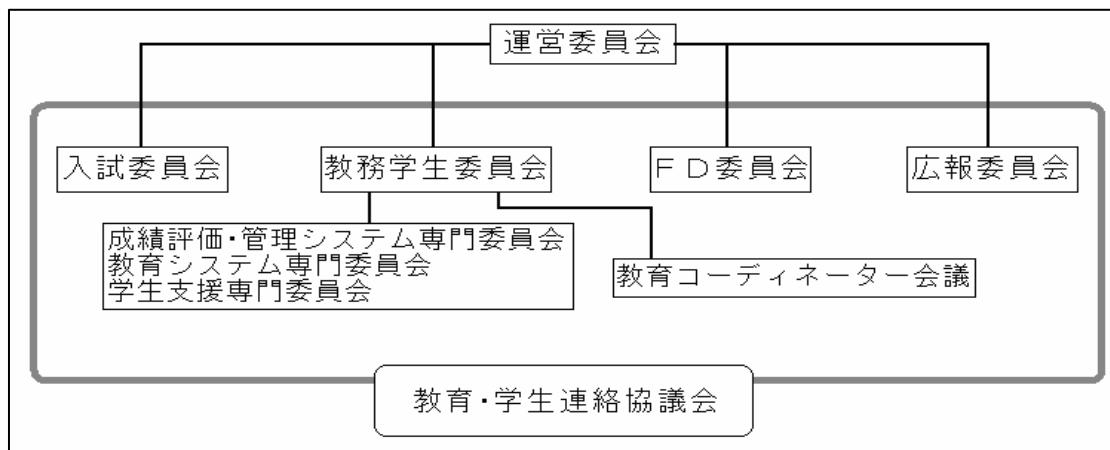 運営委員会
入試委員会
教務学生委員会
ＦＤ委員会
広報委員会
成績評価・管理システム専門委員会
教育システム専門委員会
学生支援専門委員会
教育コーディネーター会議
教育・学生連絡協議会